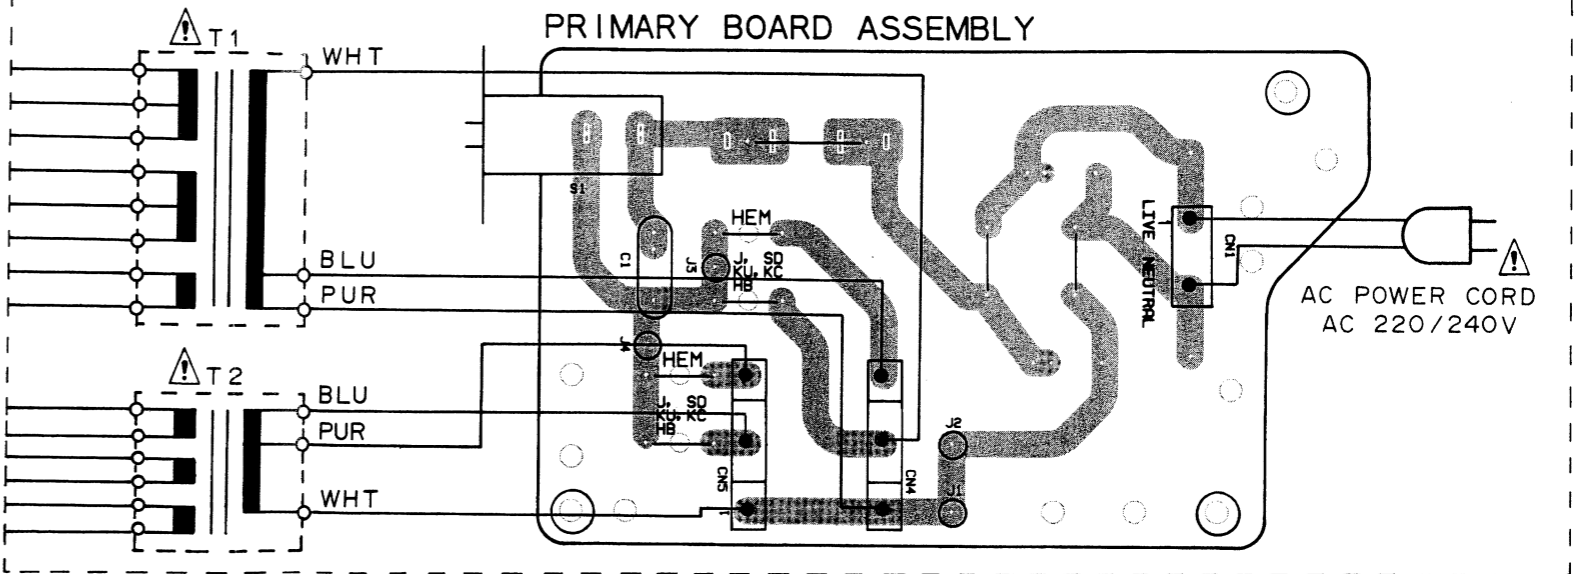 PRIMARY BOARD ASSEMBLY
T1
WHT
BLU
PUR
S1
C1
J3
HEM
J, SD
KU, KC
HB
J4
HEM
J, SD
KU, KC
HB
CN5
1
CN4
J2
J1
LIVE
NEUTRAL
CN1
AC POWER CORD
AC 220/240V
T2
BLU
PUR
WHT